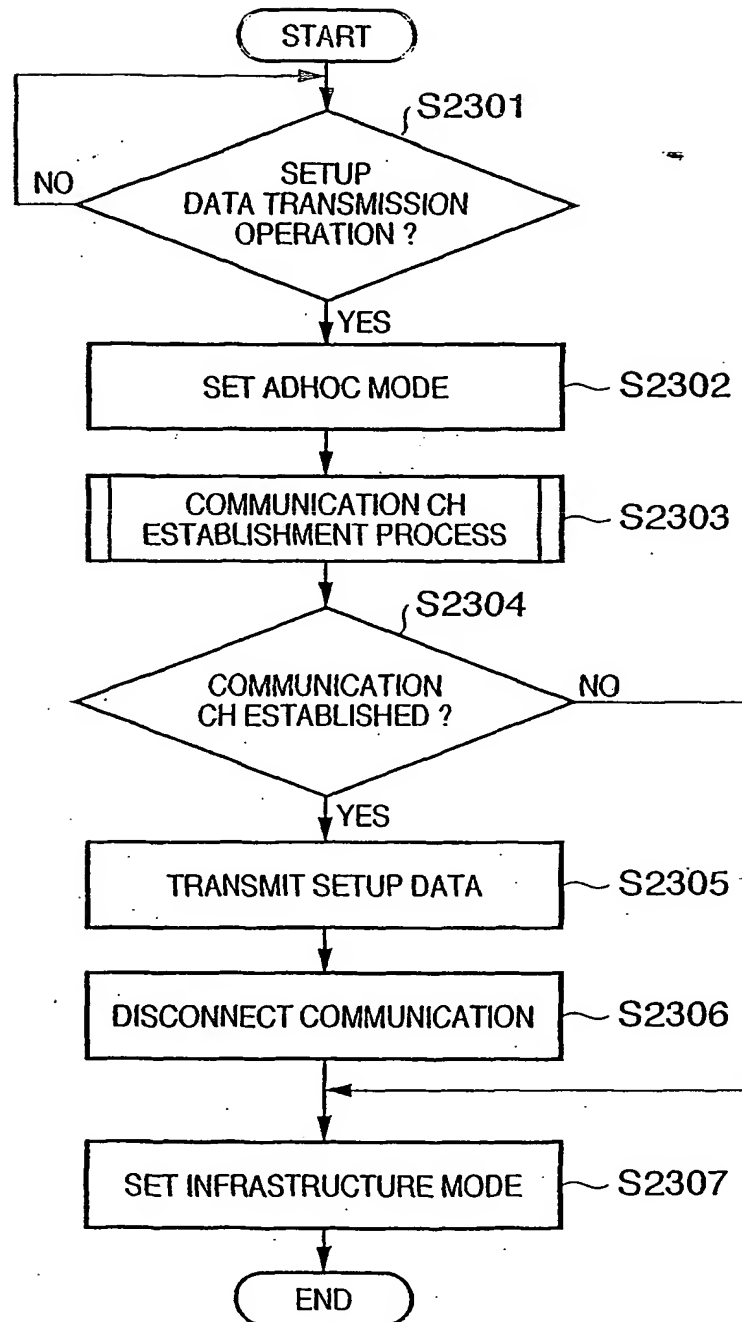 START
S2301
SETUP
DATA TRANSMISSION
OPERATION ?
NO
YES
SET ADHOC MODE
S2302
COMMUNICATION CH
ESTABLISHMENT PROCESS
S2303
S2304
COMMUNICATION
CH ESTABLISHED ?
NO
YES
TRANSMIT SETUP DATA
S2305
DISCONNECT COMMUNICATION
S2306
SET INFRASTRUCTURE MODE
S2307
END